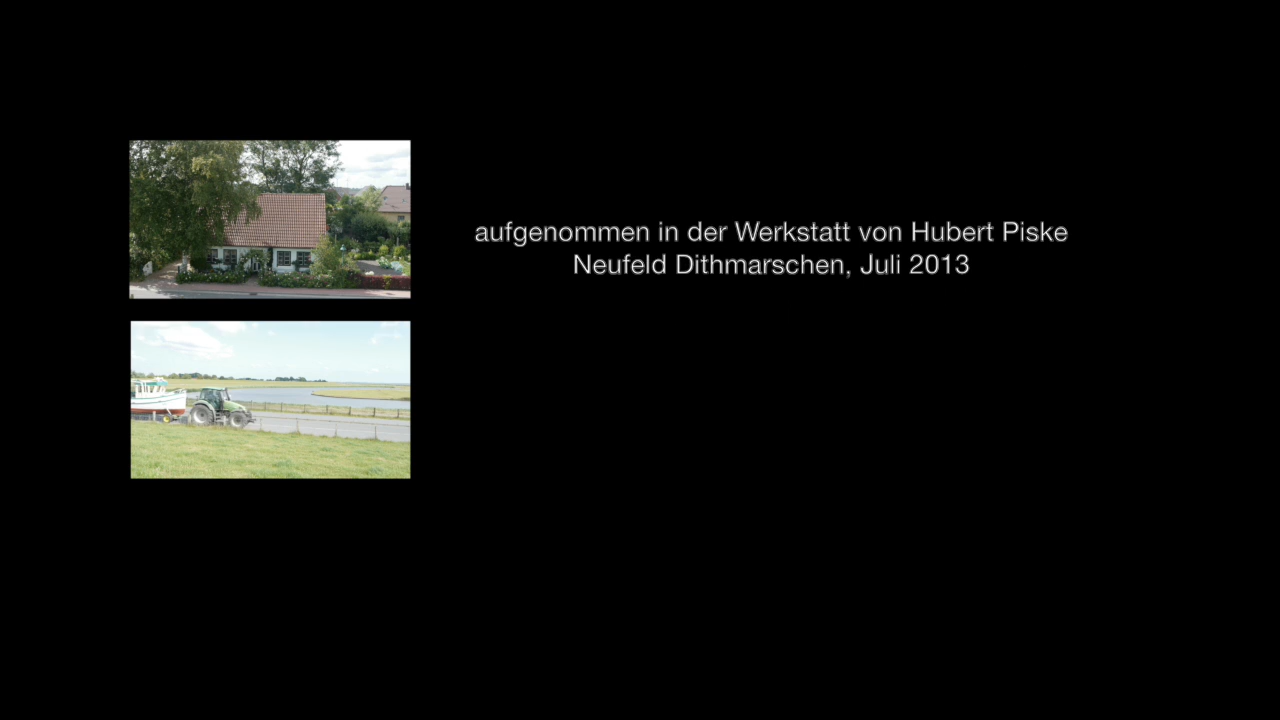 aufgenommen in der Werkstatt von Hubert Piske
Neufeld Dithmarschen, Juli 2013